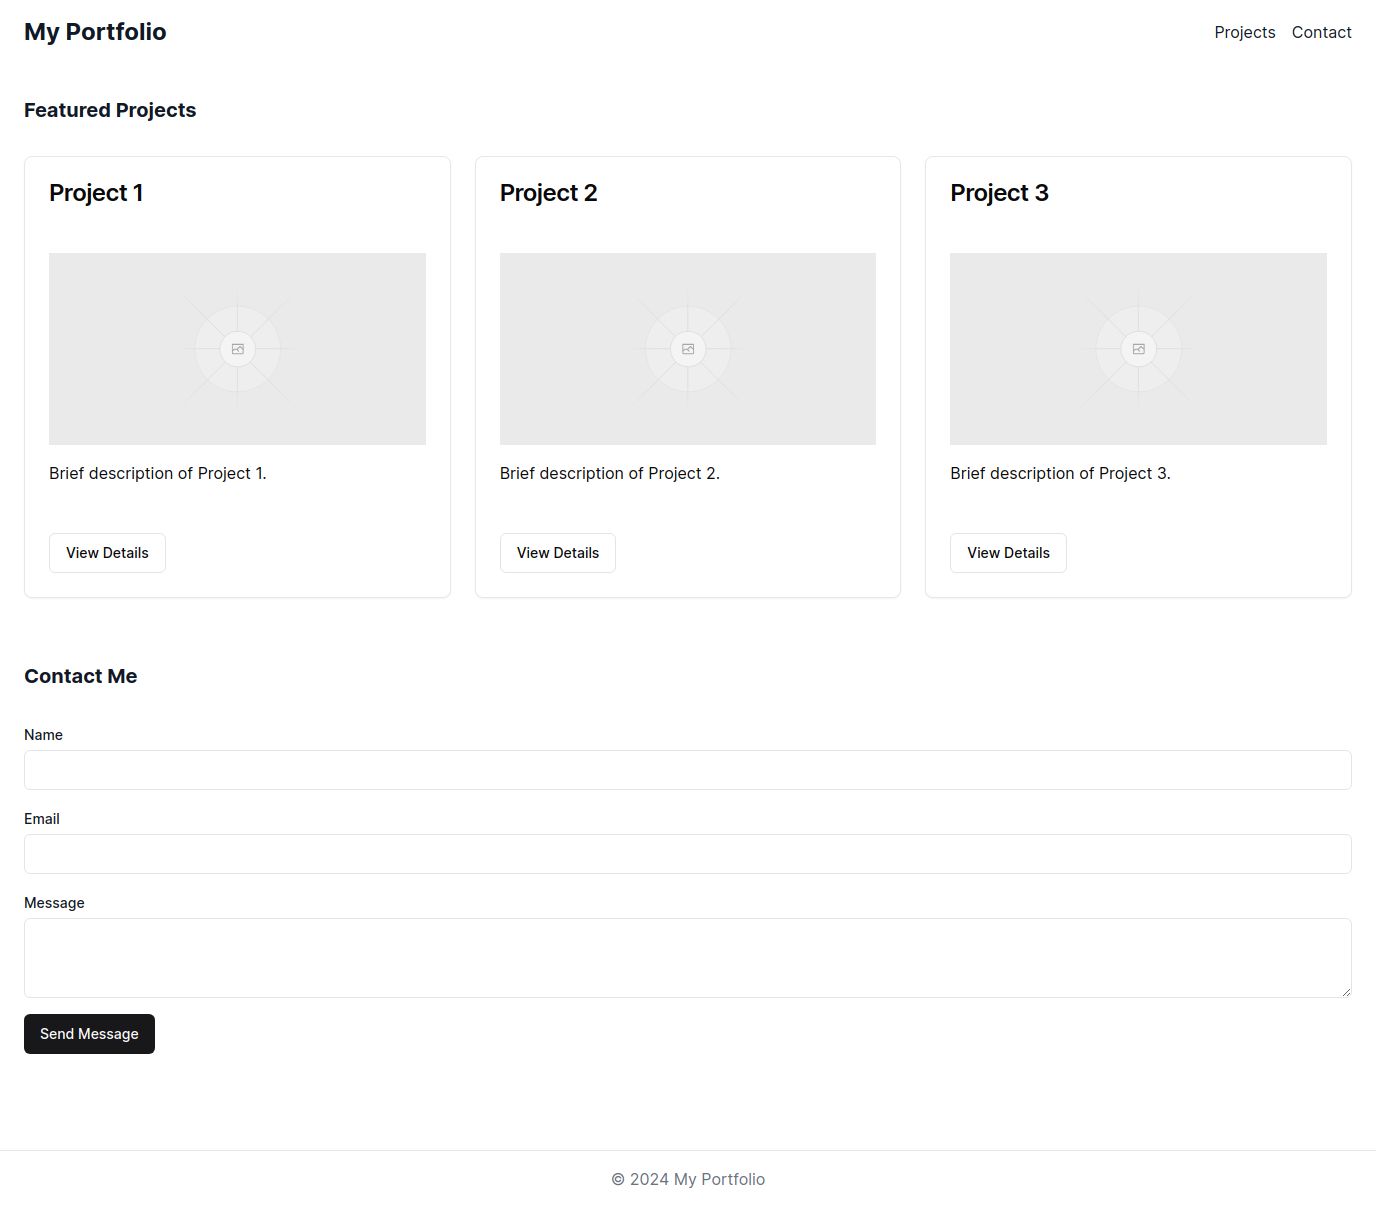 My Portfolio
Projects
Contact
Featured Projects
Project 1
Brief description of Project 1.
View Details
Project 2
Brief description of Project 2.
View Details
Project 3
Brief description of Project 3.
View Details
Contact Me
Name
Email
Message
Send Message
© 2024 My Portfolio